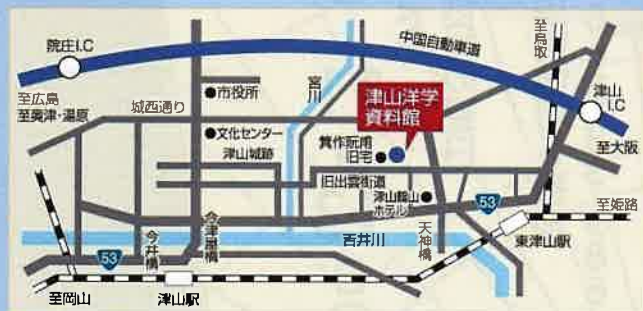 院庄I.C
中国自動車道
至鳥取
至広島
至奥津・湯原
城西通り
●市役所
宮川
津山洋学
資料館
津山
I.C
至大阪
●文化センター
津山城跡
箕作阮甫
旧宅●
旧出雲街道
津山鶴山
ホテル●
53
至姫路
今津屋橋
今井橋
吉井川
天神橋
東津山駅
53
至岡山
津山駅